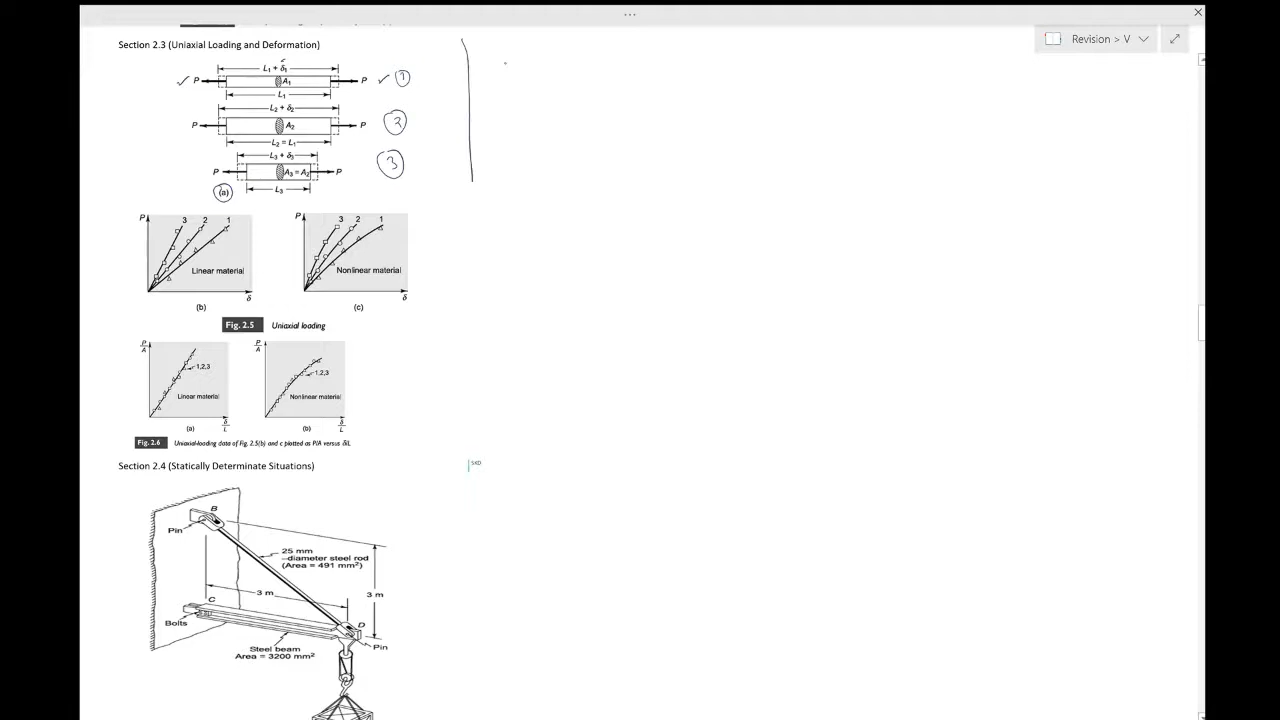 ...
Revision > V
Section 2.3 (Uniaxial Loading and Deformation)
L₁ + δ₁
P A₁ P 1
L₁
L₂ + δ₂
P A₂ P 2
L₂ = L₁
L₃ + δ₃
P A₃ = A₂ P 3
L₃
(a)
P 3 2 1
Linear material
δ
(b)
P 3 2 1
Nonlinear material
δ
(c)
Fig. 2.5 Uniaxial loading
P/A
1,2,3
Linear material
(a) δ/L
P/A
1,2,3
Nonlinear material
(b) δ/L
Fig. 2.6 Uniaxial-loading data of Fig. 2.5(b) and c plotted as P/A versus δ/L
Section 2.4 (Statically Determinate Situations)
SKD
B
Pin
25 mm
diameter steel rod
(Area = 491 mm²)
3 m
3 m
C
Bolts
D
Pin
Steel beam
Area = 3200 mm²